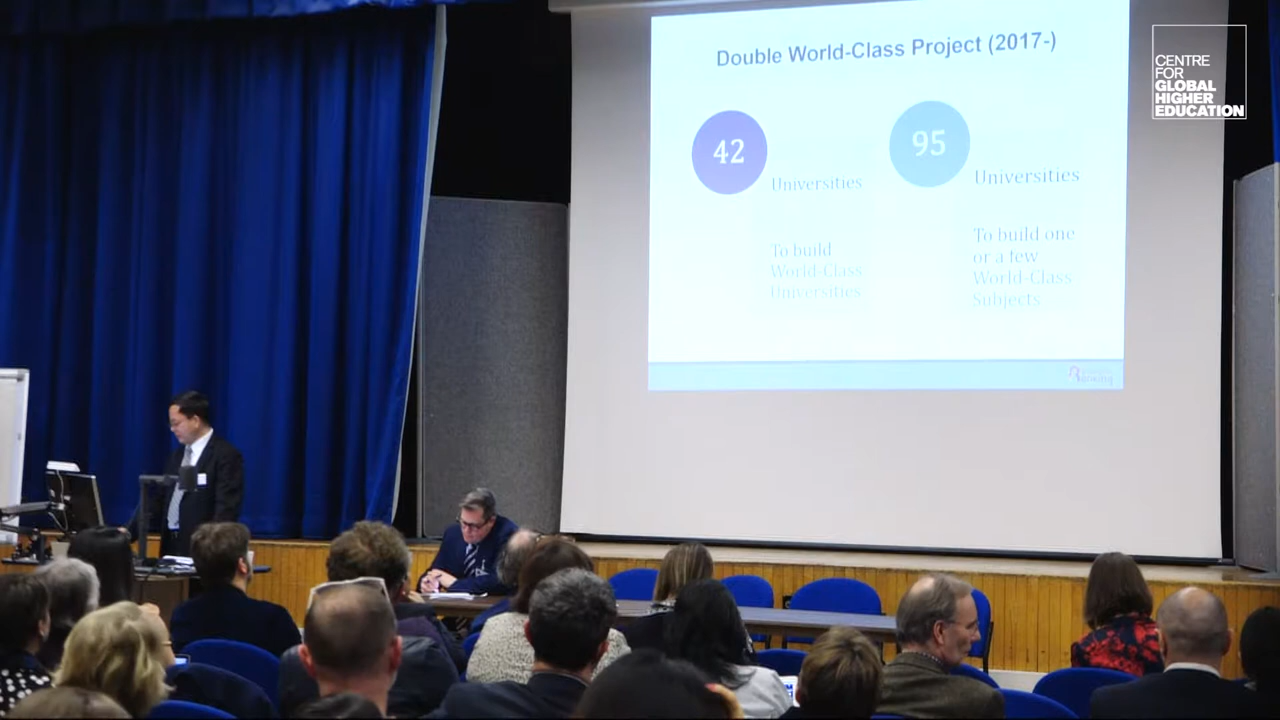 Double World-Class Project (2017-)
42
Universities
To build
World-Class
Universities
95
Universities
To build one
or a few
World-Class
Subjects
Ranking
CENTRE
FOR
GLOBAL
HIGHER
EDUCATION